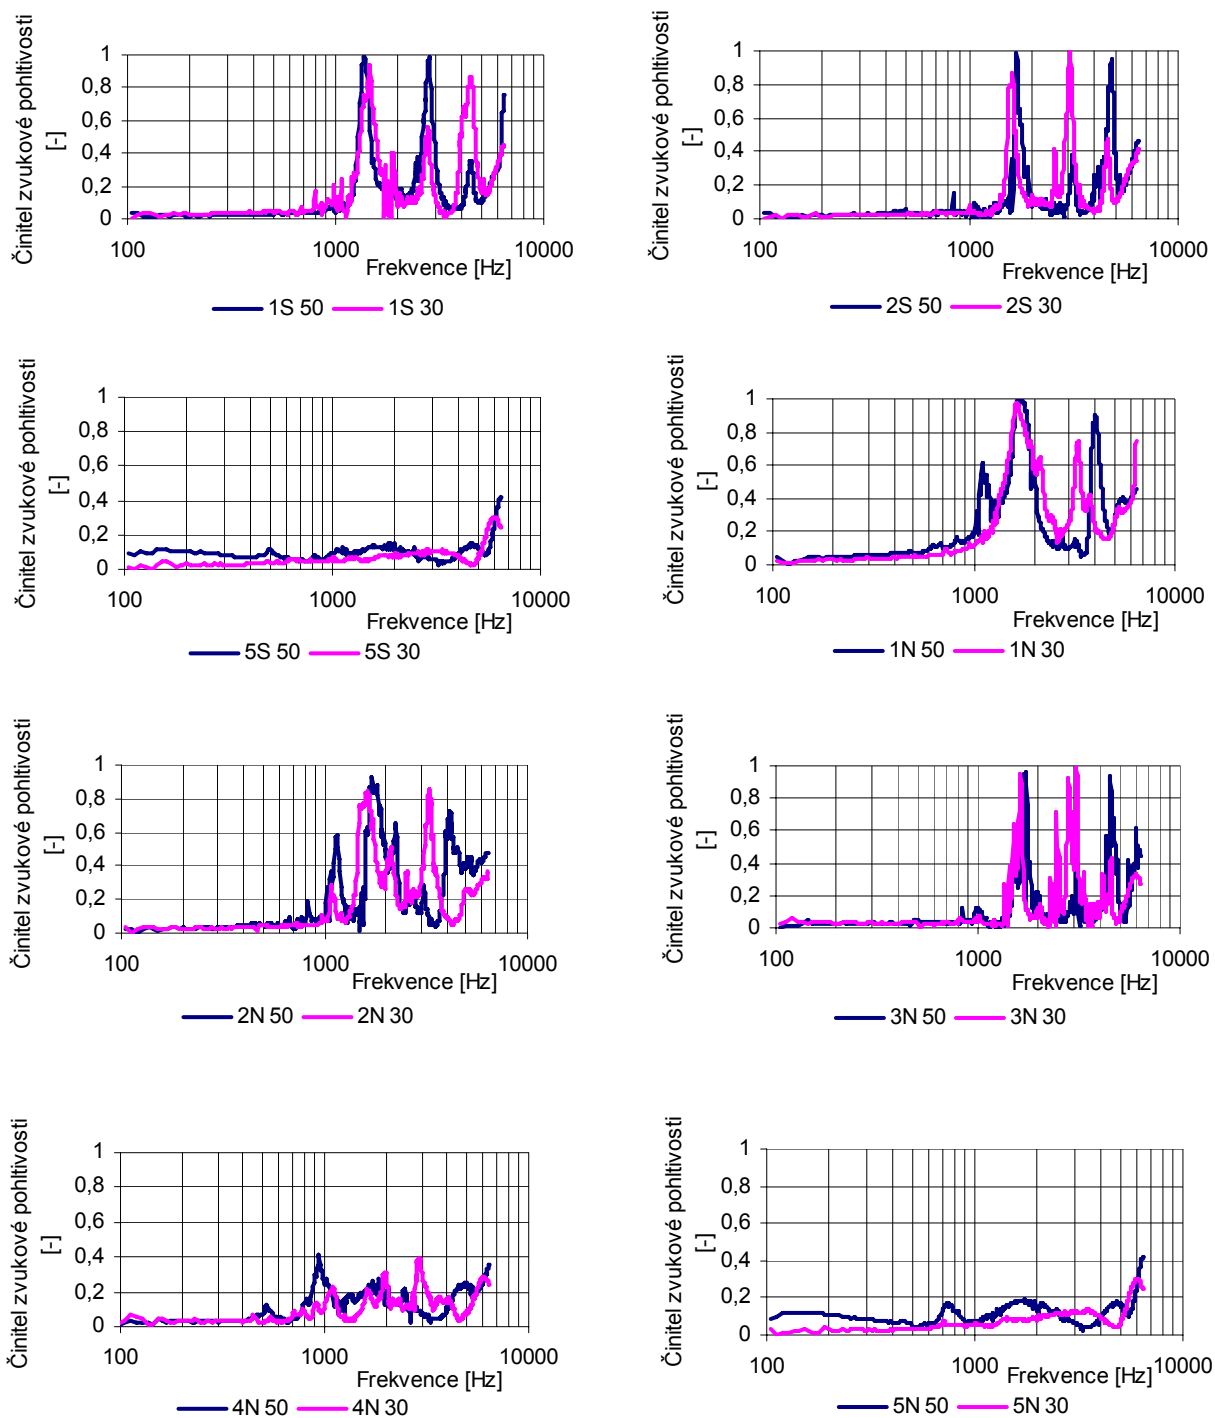 Činitel zvukové pohltivosti
[-]
1
0,8
0,6
0,4
0,2
0
100
1000
10000
Frekvence [Hz]
1S 50
1S 30
Činitel zvukové pohltivosti
[-]
1
0,8
0,6
0,4
0,2
0
100
1000
10000
Frekvence [Hz]
2S 50
2S 30
Činitel zvukové pohltivosti
[-]
1
0,8
0,6
0,4
0,2
0
100
1000
10000
Frekvence [Hz]
5S 50
5S 30
Činitel zvukové pohltivosti
[-]
1
0,8
0,6
0,4
0,2
0
100
1000
10000
Frekvence [Hz]
1N 50
1N 30
Činitel zvukové pohltivosti
[-]
1
0,8
0,6
0,4
0,2
0
100
1000
10000
Frekvence [Hz]
2N 50
2N 30
Činitel zvukové pohltivosti
[-]
1
0,8
0,6
0,4
0,2
0
100
1000
10000
Frekvence [Hz]
3N 50
3N 30
Činitel zvukové pohltivosti
[-]
1
0,8
0,6
0,4
0,2
0
100
1000
10000
Frekvence [Hz]
4N 50
4N 30
Činitel zvukové pohltivosti
[-]
1
0,8
0,6
0,4
0,2
0
100
1000
10000
Frekvence [Hz]
5N 50
5N 30